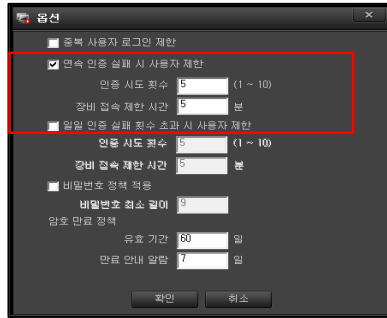 옵션
중복 사용자 로그인 제한
연속 인증 실패 시 사용자 제한
인증 시도 횟수 5 (1 ~ 10)
장비 접속 제한 시간 5 분
일일 인증 실패 횟수 초과 시 사용자 제한
인증 시도 횟수 5 (1 ~ 10)
장비 접속 제한 시간 5 분
비밀번호 정책 적용
비밀번호 최소 길이 9
암호 만료 정책
유효 기간 60 일
만료 안내 알람 7 일
확인 취소